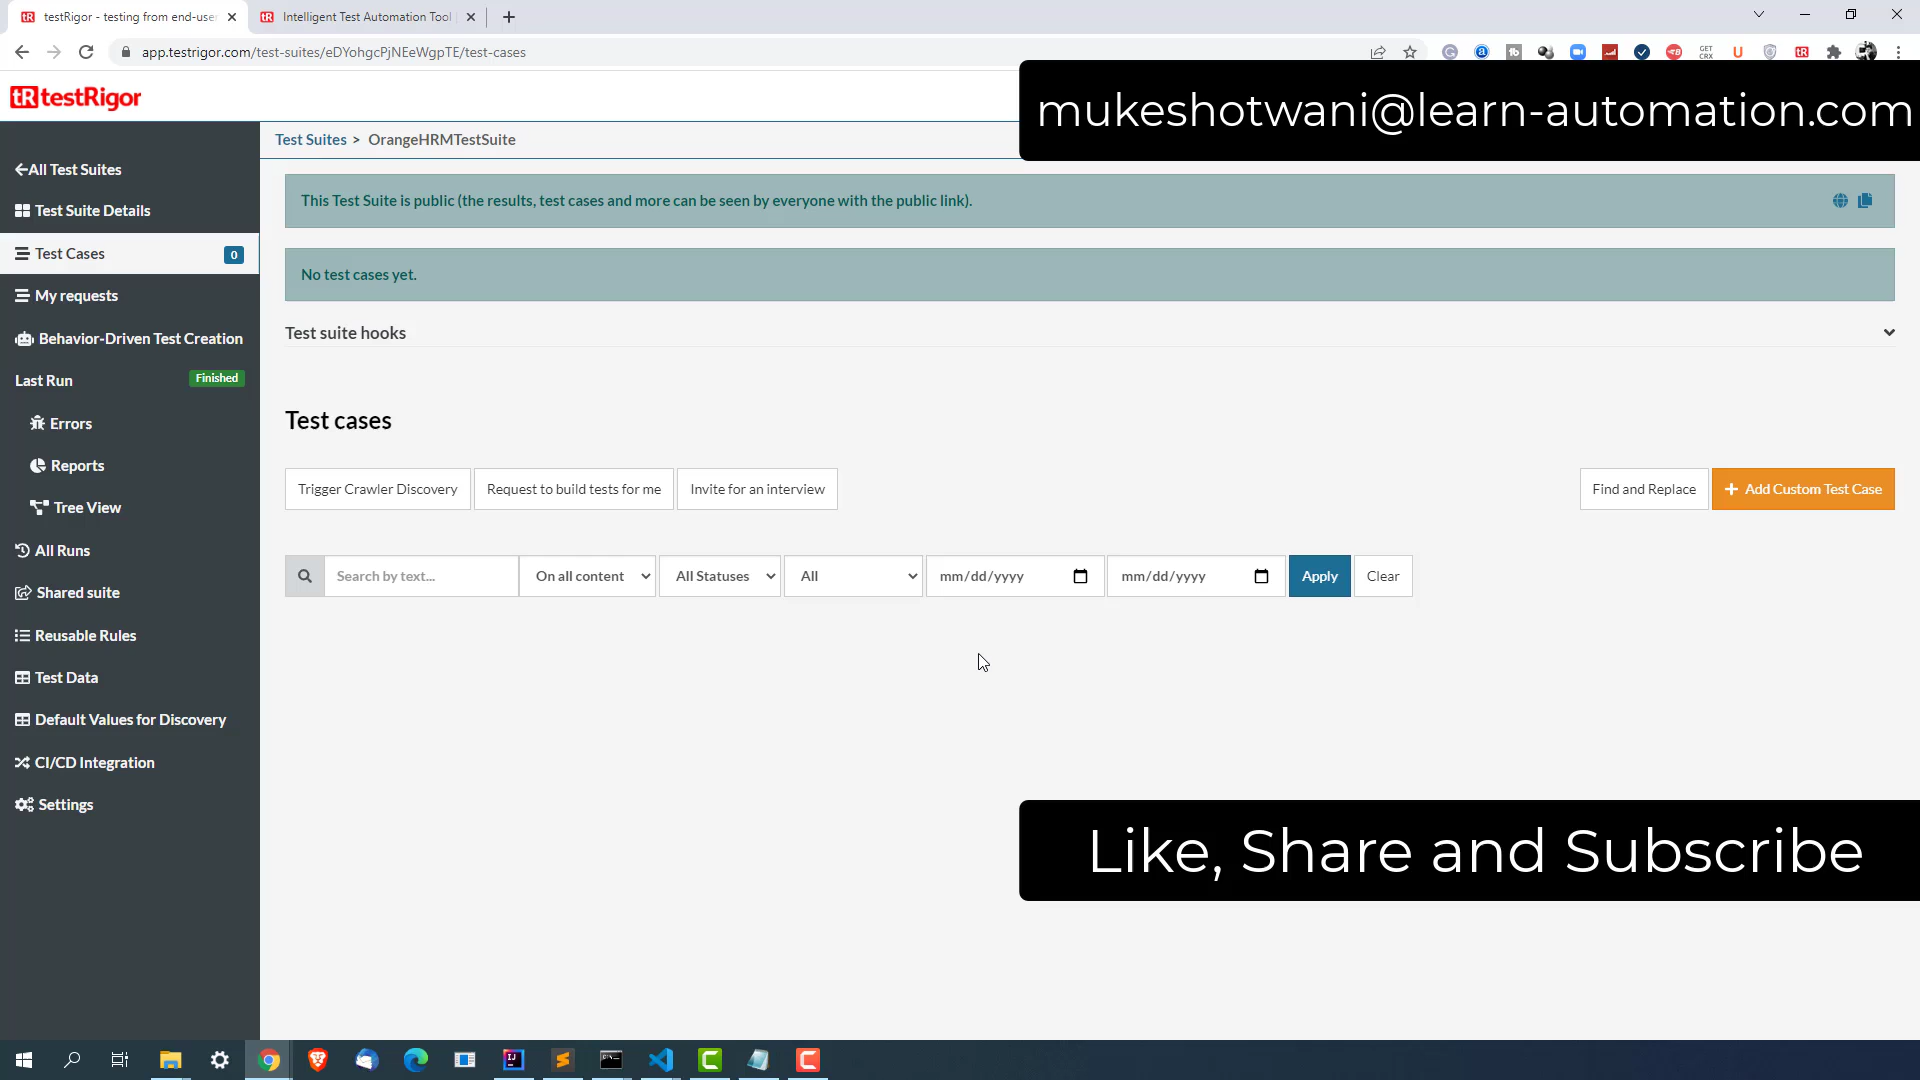 testRigor - testing from end-user
Intelligent Test Automation Tool
app.testrigor.com/test-suites/eDYohgcPjNEeWgpTE/test-cases
tRtestRigor
mukeshotwani@learn-automation.com
Test Suites > OrangeHRMTestSuite
This Test Suite is public (the results, test cases and more can be seen by everyone with the public link).
No test cases yet.
Test suite hooks
All Test Suites
Test Suite Details
Test Cases 0
My requests
Behavior-Driven Test Creation
Last Run Finished
Errors
Reports
Tree View
All Runs
Shared suite
Reusable Rules
Test Data
Default Values for Discovery
CI/CD Integration
Settings
Test cases
Trigger Crawler Discovery Request to build tests for me Invite for an interview Find and Replace + Add Custom Test Case
Search by text... On all content All Statuses All mm/dd/yyyy mm/dd/yyyy Apply Clear
Like, Share and Subscribe